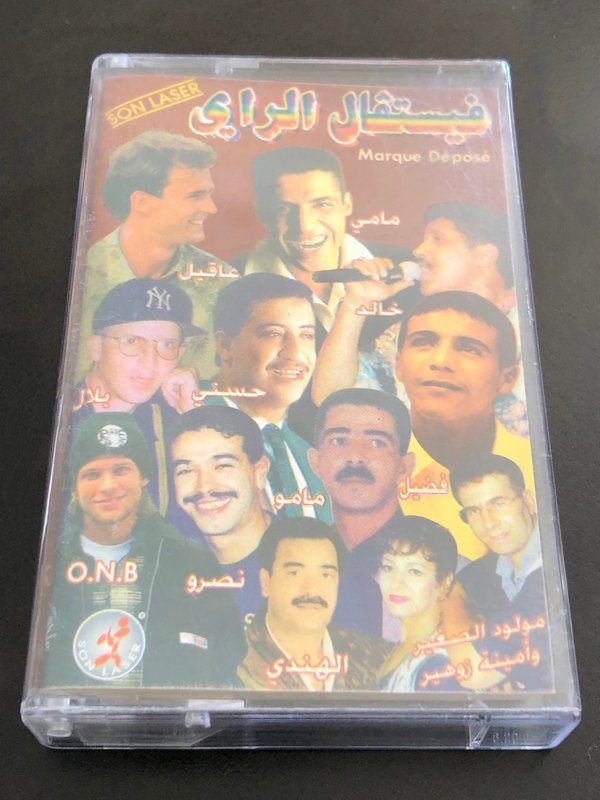 SON LASER
فيستفال الراي
Marque Déposé
مامي
عاقيل
خالد
بلال
حسني
فضيل
مامو
O.N.B
نصرو
مولود الصغير
وأمينة زوهير
الهندي
SON LASER